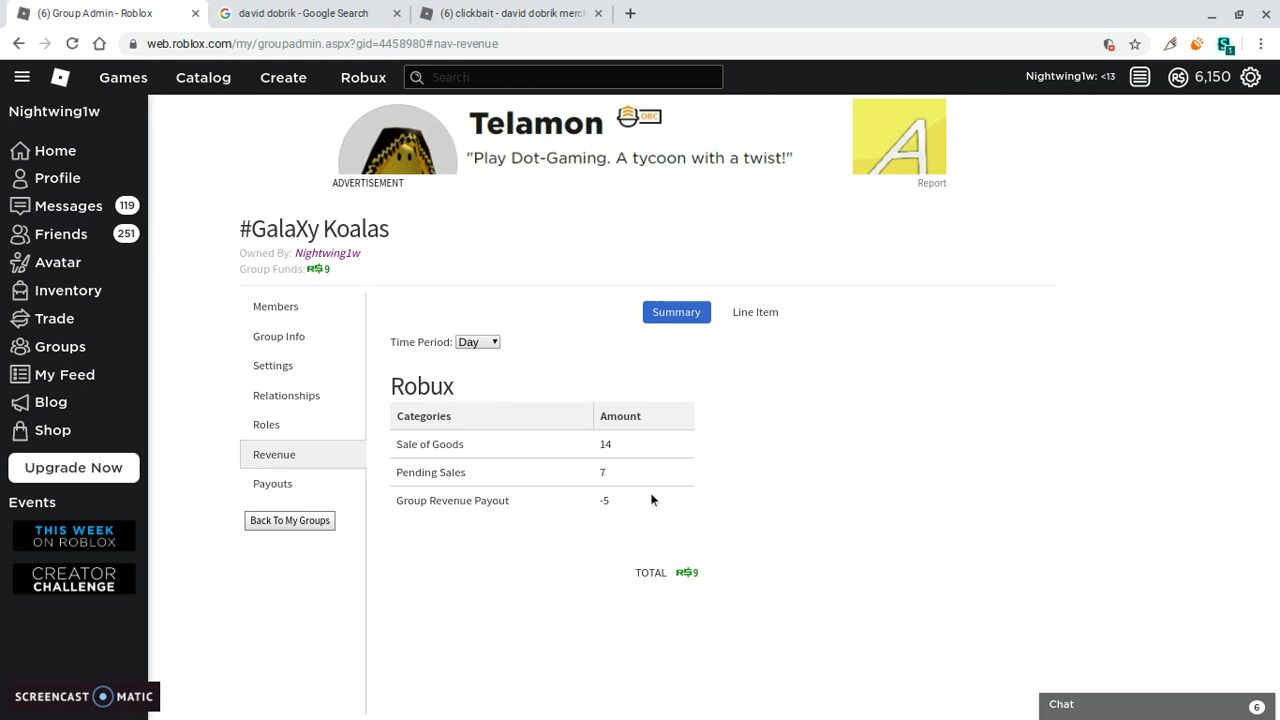 (6) Group Admin - Roblox
david dobrik - Google Search
(6) clickbait - david dobrik merch
web.roblox.com/my/groupadmin.aspx?gid=4458980#nav-revenue
Games
Catalog
Create
Robux
Search
Nightwing1w: <13
6,150
Nightwing1w
Home
Profile
Messages 119
Friends 251
Avatar
Inventory
Trade
Groups
My Feed
Blog
Shop
Upgrade Now
Events
THIS WEEK
ON ROBLOX
CREATOR
CHALLENGE
SCREENCAST MATIC
Telamon OBC
"Play Dot-Gaming. A tycoon with a twist!"
A
ADVERTISEMENT
Report
#GalaXy Koalas
Owned By: Nightwing1w
Group Funds: R$ 9
Members
Group Info
Settings
Relationships
Roles
Revenue
Payouts
Back To My Groups
Summary
Line Item
Time Period: Day
Robux
Categories Amount
Sale of Goods 14
Pending Sales 7
Group Revenue Payout -5
TOTAL R$ 9
Chat 6